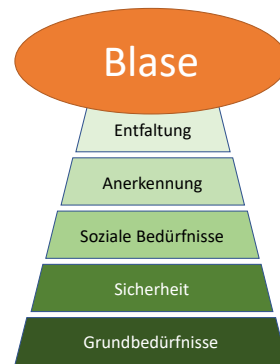 Blase
Entfaltung
Anerkennung
Soziale Bedürfnisse
Sicherheit
Grundbedürfnisse